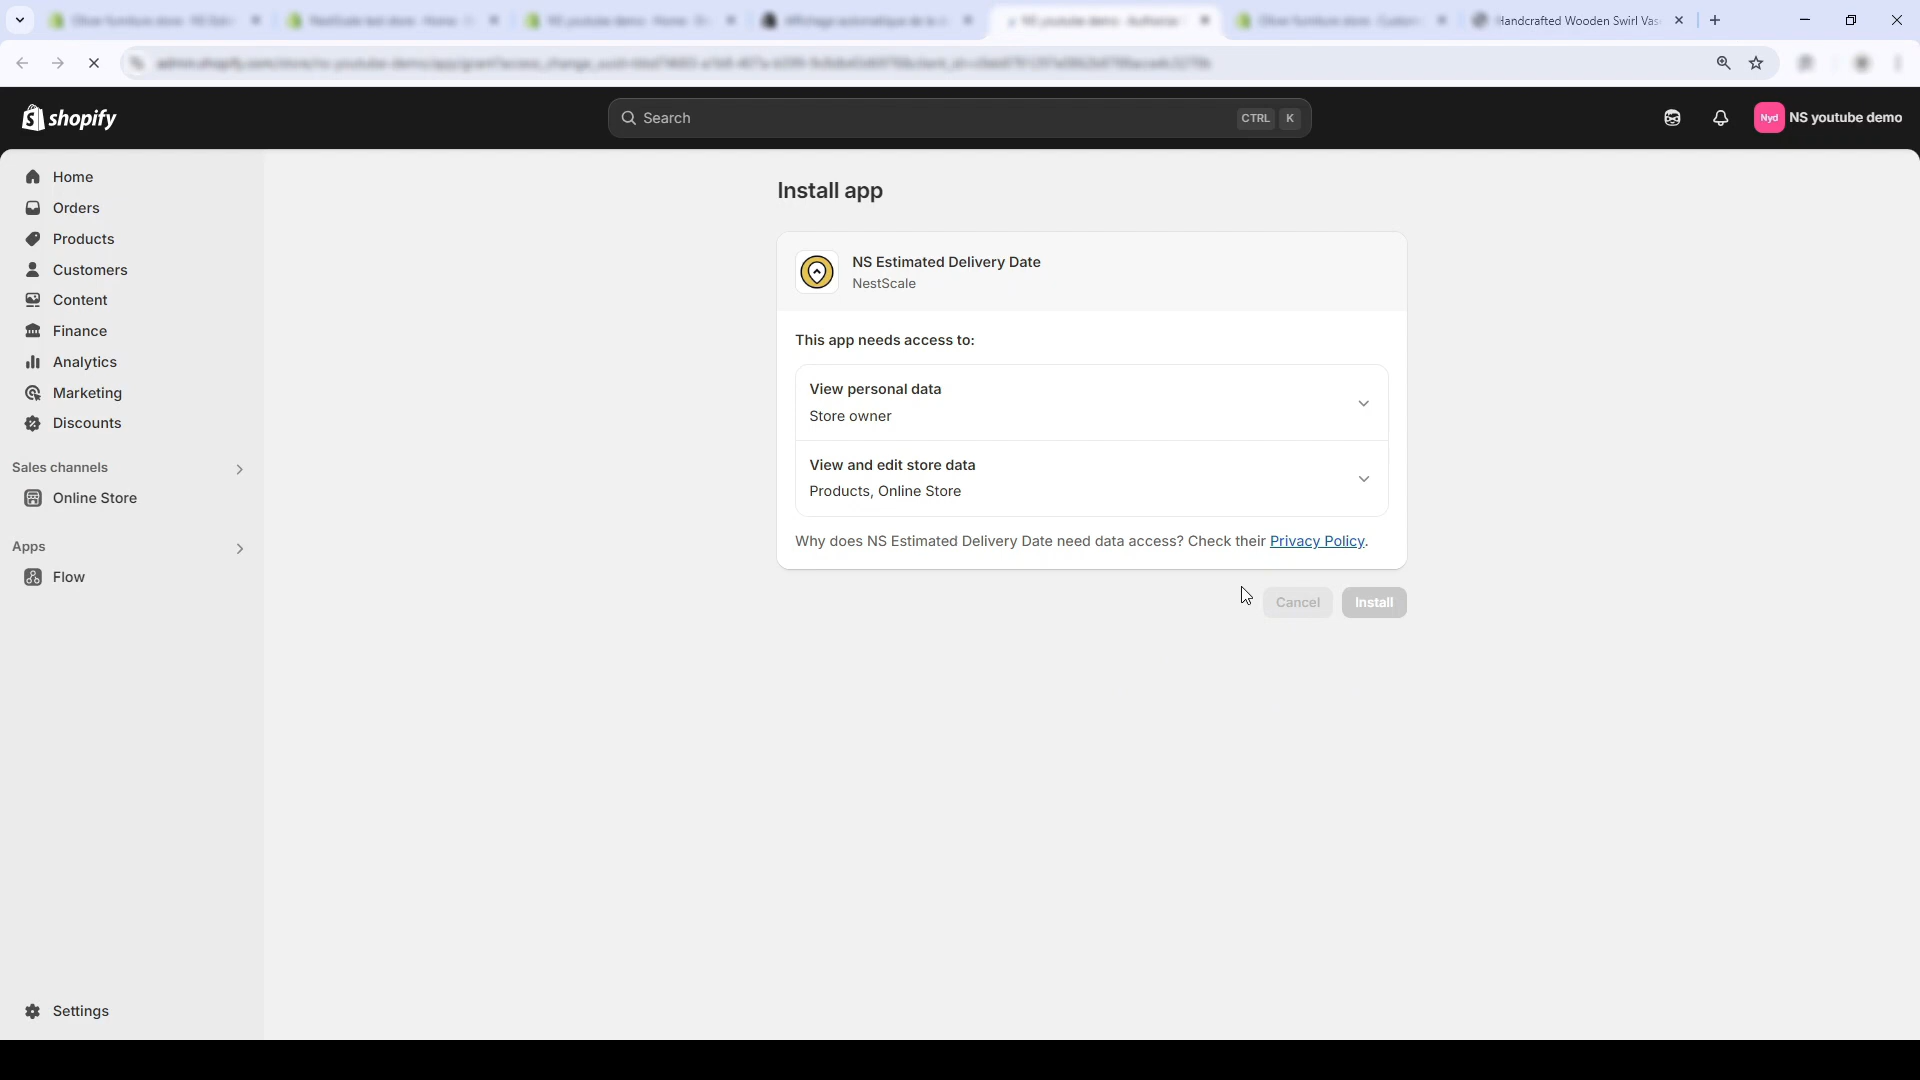 Handcrafted Wooden Swirl Vas
shopify
Search
CTRL K
Nyd
NS youtube demo
Home
Orders
Products
Customers
Content
Finance
Analytics
Marketing
Discounts
Sales channels
Online Store
Apps
Flow
Settings
Install app
NS Estimated Delivery Date
NestScale
This app needs access to:
View personal data
Store owner
View and edit store data
Products, Online Store
Why does NS Estimated Delivery Date need data access? Check their Privacy Policy.
Cancel
Install